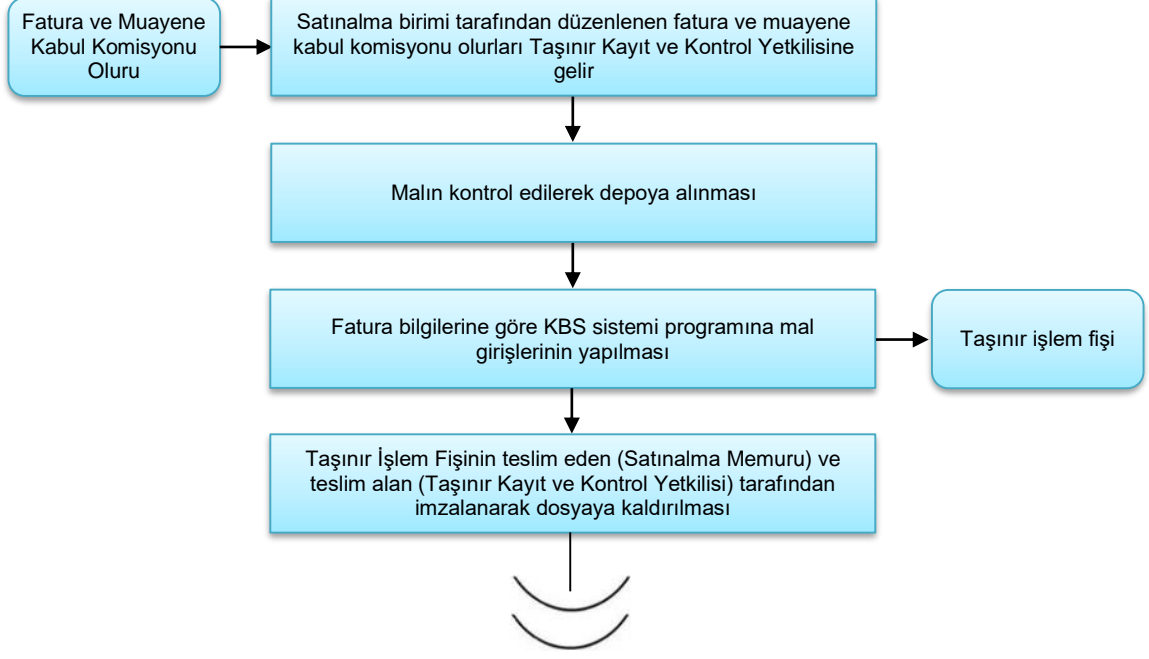 Fatura ve Muayene
Kabul Komisyonu
Oluru
Satınalma birimi tarafından düzenlenen fatura ve muayene
kabul komisyonu olurları Taşınır Kayıt ve Kontrol Yetkilisine
gelir
Malın kontrol edilerek depoya alınması
Fatura bilgilerine göre KBS sistemi programına mal
girişlerinin yapılması
Taşınır işlem fişi
Taşınır İşlem Fişinin teslim eden (Satınalma Memuru) ve
teslim alan (Taşınır Kayıt ve Kontrol Yetkilisi) tarafından
imzalanarak dosyaya kaldırılması